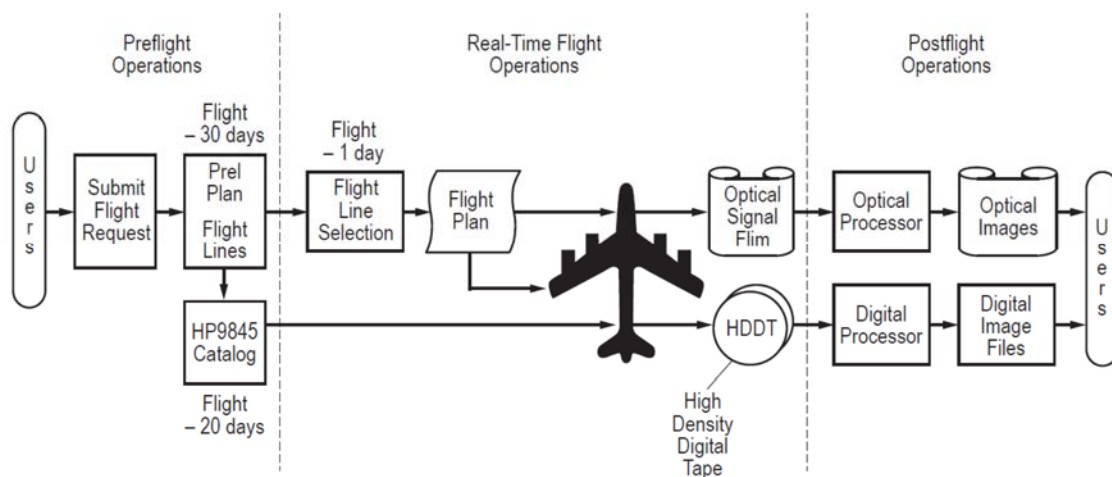 Preflight
Operations
Real-Time Flight
Operations
Postflight
Operations
Users
Submit
Flight
Request
Flight
– 30 days
Prel
Plan
Flight
Lines
HP9845
Catalog
Flight
– 20 days
Flight
– 1 day
Flight
Line
Selection
Flight
Plan
Optical
Signal
Flim
HDDT
High
Density
Digital
Tape
Optical
Processor
Optical
Images
Digital
Processor
Digital
Image
Files
Users